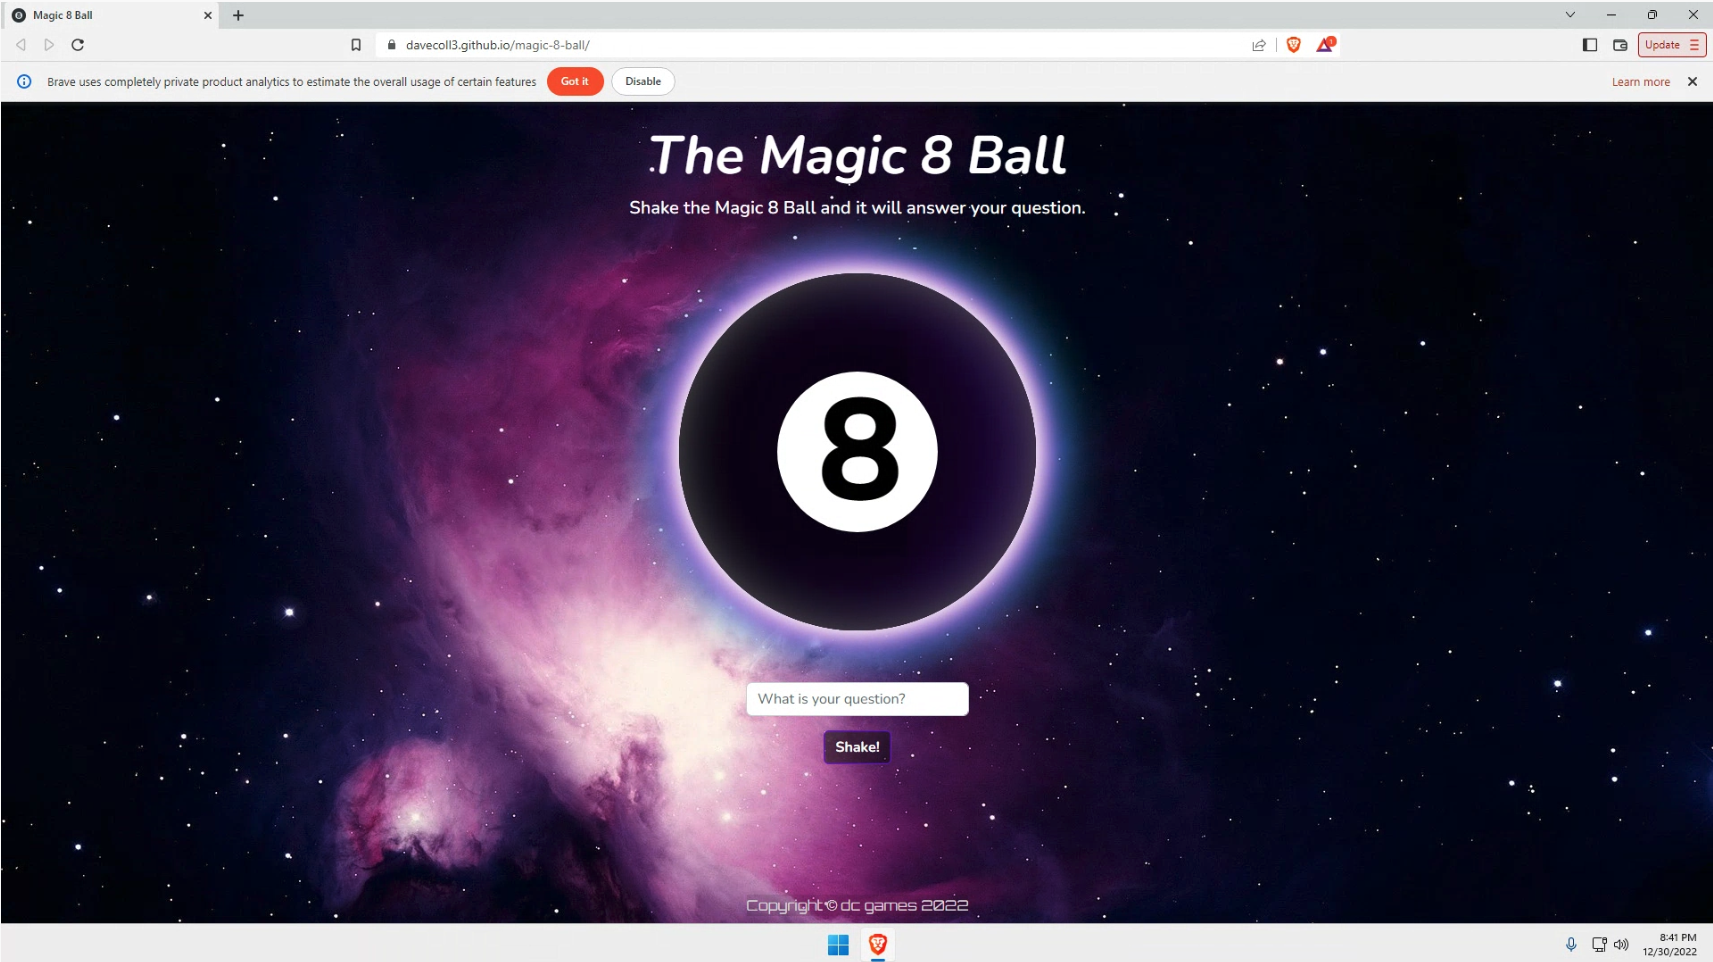 Magic 8 Ball
davecoll3.github.io/magic-8-ball/
1
Update
Brave uses completely private product analytics to estimate the overall usage of certain features
Got it
Disable
Learn more
The Magic 8 Ball
Shake the Magic 8 Ball and it will answer your question.
8
What is your question?
Shake!
Copyright © dc games 2022
8:41 PM
12/30/2022